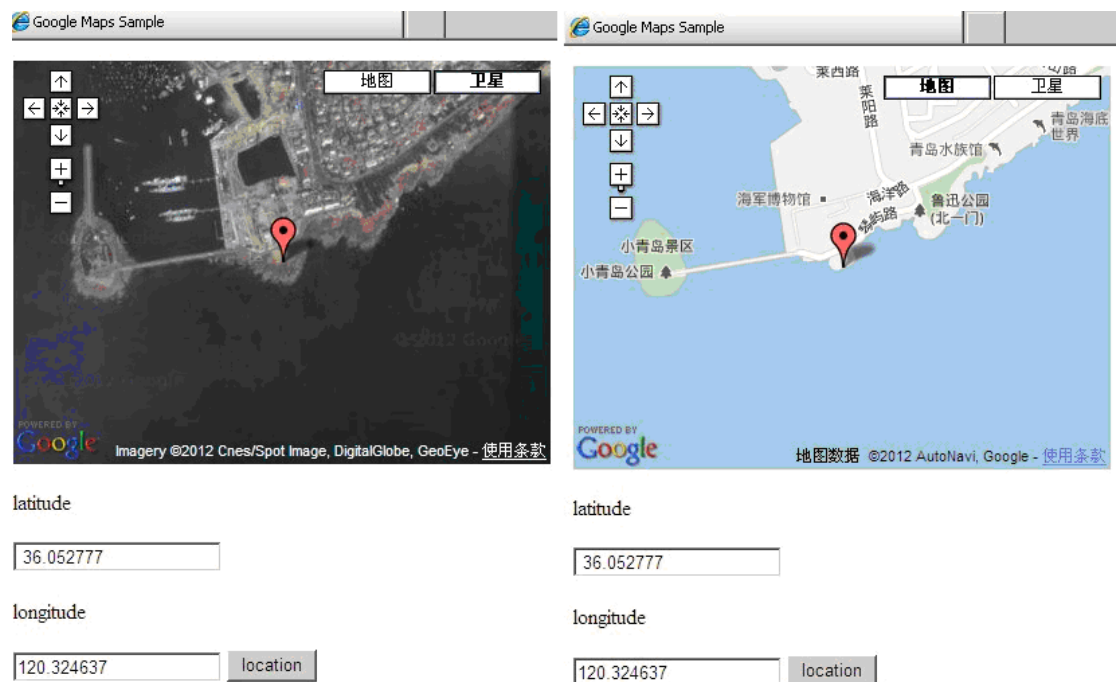 Google Maps Sample
地图
卫星
POWERED BY
Google
Imagery ©2012 Cnes/Spot Image, DigitalGlobe, GeoEye - 使用条款
latitude
36.052777
longitude
120.324637
location
Google Maps Sample
莱西路
地图
卫星
莱阳路
青岛海底世界
青岛水族馆
海军博物馆
海洋路
鲁迅公园
(北一门)
琴屿路
小青岛景区
小青岛公园
POWERED BY
Google
地图数据 ©2012 AutoNavi, Google - 使用条款
latitude
36.052777
longitude
120.324637
location